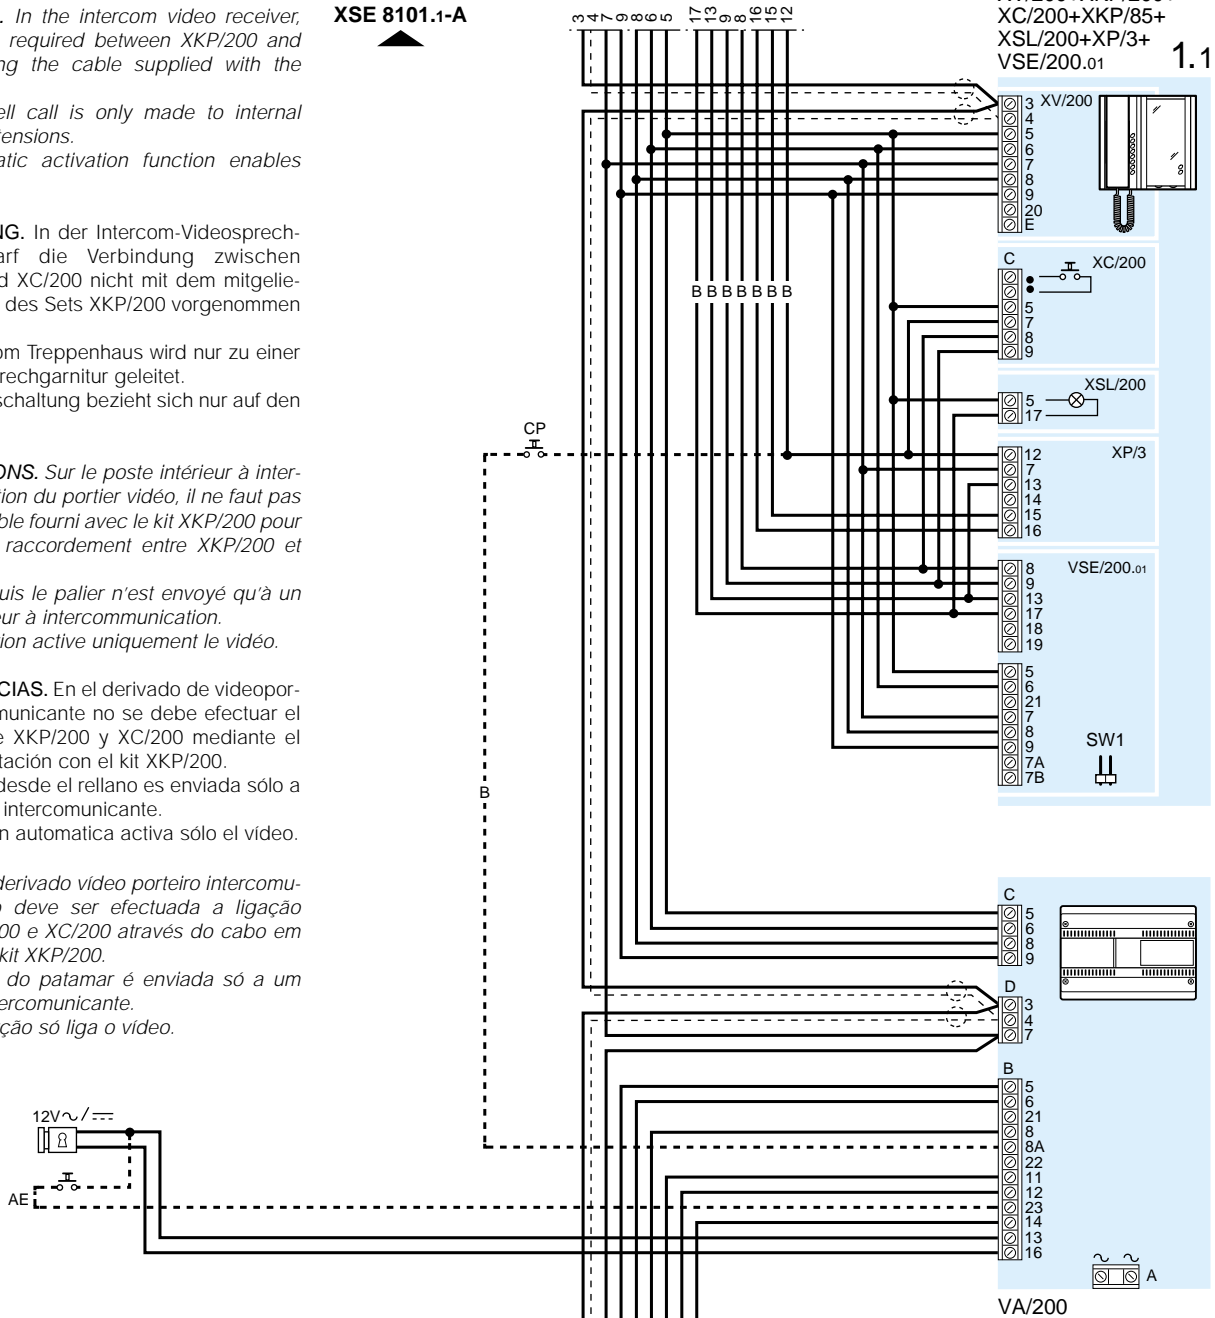 . In the intercom video receiver,
required between XKP/200 and
ng the cable supplied with the
ell call is only made to internal
tensions.
atic activation function enables
NG. In der Intercom-Videosprech-
arf die Verbindung zwischen
d XC/200 nicht mit dem mitgelie-
des Sets XKP/200 vorgenommen
om Treppenhaus wird nur zu einer
rechgarnitur geleitet.
schaltung bezieht sich nur auf den
ONS. Sur le poste intérieur à inter-
tion du portier vidéo, il ne faut pas
ble fourni avec le kit XKP/200 pour
raccordement entre XKP/200 et
uis le palier n'est envoyé qu'à un
eur à intercommunication.
tion active uniquement le vidéo.
CIAS. En el derivado de videopor-
municante no se debe efectuar el
e XKP/200 y XC/200 mediante el
tación con el kit XKP/200.
desde el rellano es enviada sólo a
intercomunicante.
n automatica activa sólo el vídeo.
derivado vídeo porteiro intercomu-
o deve ser efectuada a ligação
00 e XC/200 através do cabo em
kit XKP/200.
do patamar é enviada só a um
tercomunicante.
ção só liga o vídeo.
XSE 8101.1-A
3 4 7 9 8 6 5 17 13 9 8 16 15 12
XC/200+XKP/85+
XSL/200+XP/3+
VSE/200.01
1.1
3 XV/200
4
5
6
7
8
9
20
E
B B B B B B B
C
XC/200
5
7
8
9
XSL/200
5
17
CP
XP/3
12
7
13
14
15
16
VSE/200.01
8
9
13
17
18
19
5
6
21
7
8
9
7A
7B
SW1
B
C
5
6
8
9
D
3
4
7
B
5
6
21
8
8A
22
11
12
23
14
13
16
12V~/
AE
~ ~
A
VA/200